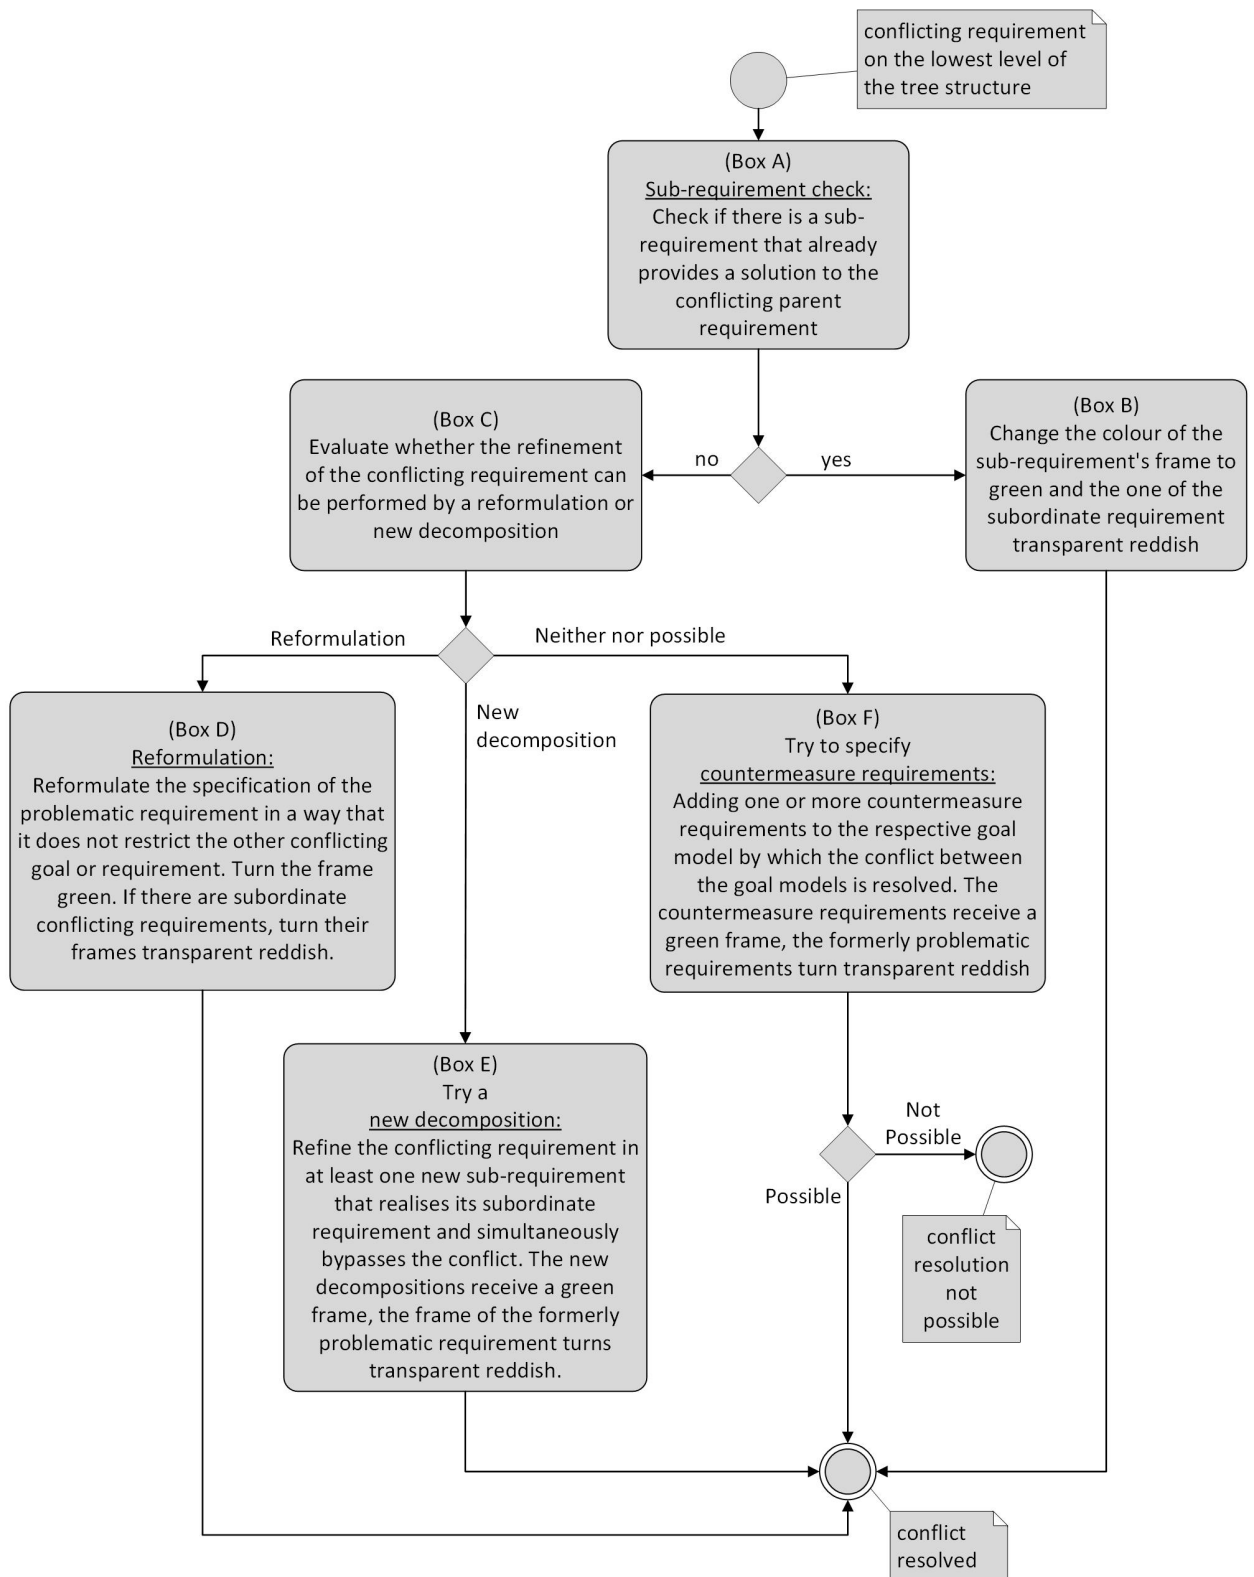 conflicting requirement
on the lowest level of
the tree structure
(Box A)
Sub-requirement check:
Check if there is a sub-
requirement that already
provides a solution to the
conflicting parent
requirement
(Box C)
Evaluate whether the refinement
of the conflicting requirement can
be performed by a reformulation or
new decomposition
no
yes
(Box B)
Change the colour of the
sub-requirement's frame to
green and the one of the
subordinate requirement
transparent reddish
Reformulation
Neither nor possible
New
decomposition
(Box D)
Reformulation:
Reformulate the specification of the
problematic requirement in a way that
it does not restrict the other conflicting
goal or requirement. Turn the frame
green. If there are subordinate
conflicting requirements, turn their
frames transparent reddish.
(Box F)
Try to specify
countermeasure requirements:
Adding one or more countermeasure
requirements to the respective goal
model by which the conflict between
the goal models is resolved. The
countermeasure requirements receive a
green frame, the formerly problematic
requirements turn transparent reddish
(Box E)
Try a
new decomposition:
Refine the conflicting requirement in
at least one new sub-requirement
that realises its subordinate
requirement and simultaneously
bypasses the conflict. The new
decompositions receive a green
frame, the frame of the formerly
problematic requirement turns
transparent reddish.
Not
Possible
Possible
conflict
resolution
not
possible
conflict
resolved